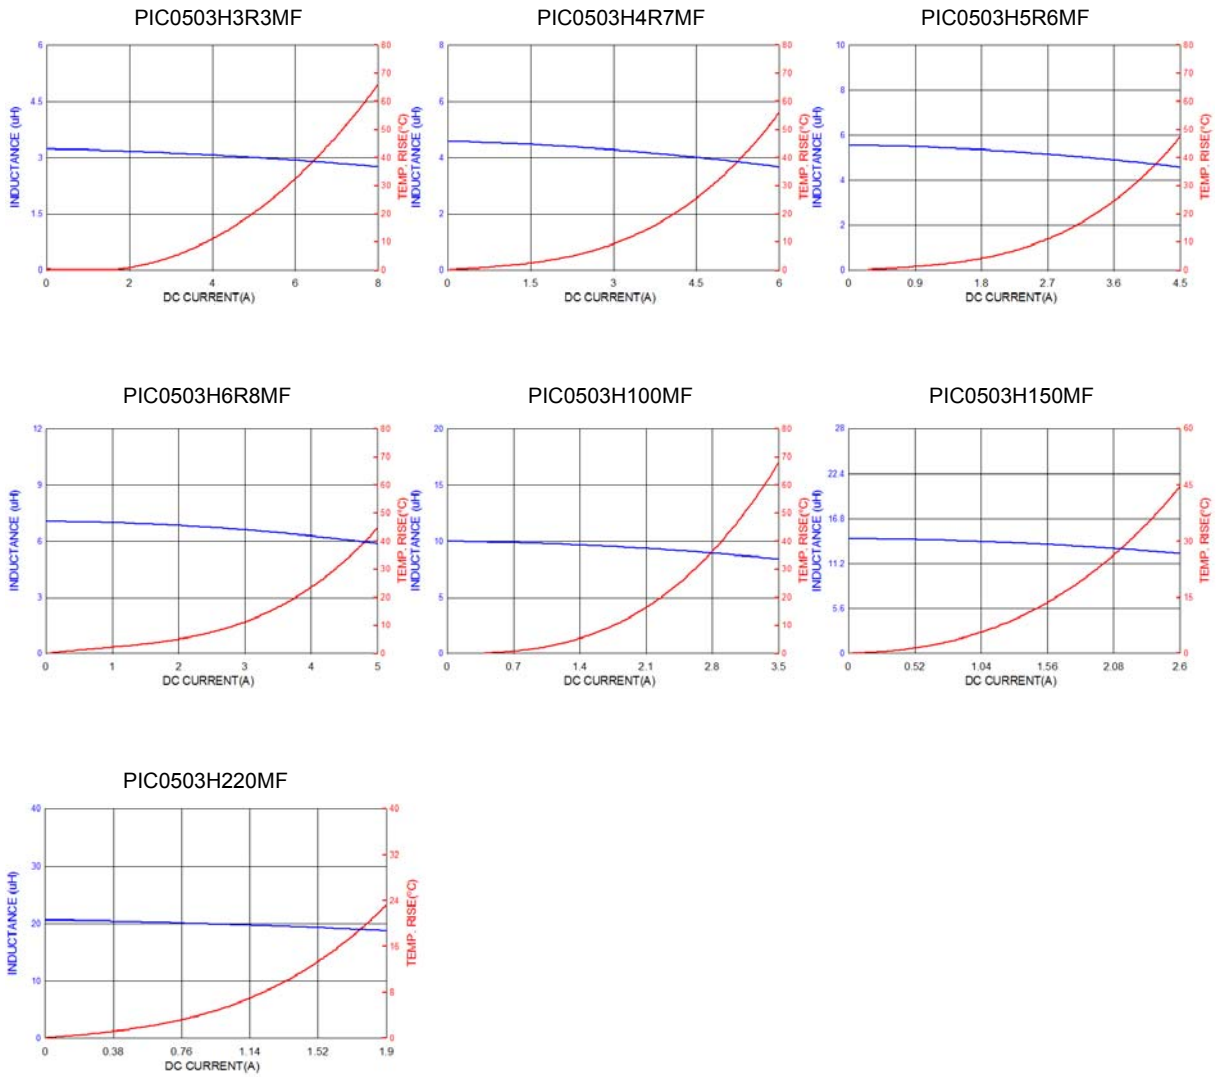 PIC0503H3R3MF
PIC0503H4R7MF
PIC0503H5R6MF
INDUCTANCE (uH)
6
4.5
3
1.5
0
0 2 4 6 8
DC CURRENT(A)
80
70
60
50
40
30
20
10
0
TEMP. RISE(°C)
INDUCTANCE (uH)
8
6
4
2
0
0 1.5 3 4.5 6
DC CURRENT(A)
80
70
60
50
40
30
20
10
0
TEMP. RISE(°C)
INDUCTANCE (uH)
10
8
6
4
2
0
0 0.9 1.8 2.7 3.6 4.5
DC CURRENT(A)
80
70
60
50
40
30
20
10
0
TEMP. RISE(°C)
PIC0503H6R8MF
PIC0503H100MF
PIC0503H150MF
INDUCTANCE (uH)
12
9
6
3
0
0 1 2 3 4 5
DC CURRENT(A)
80
70
60
50
40
30
20
10
0
TEMP. RISE(°C)
INDUCTANCE (uH)
20
15
10
5
0
0 0.7 1.4 2.1 2.8 3.5
DC CURRENT(A)
80
70
60
50
40
30
20
10
0
TEMP. RISE(°C)
INDUCTANCE (uH)
28
22.4
16.8
11.2
5.6
0
0 0.52 1.04 1.56 2.08 2.6
DC CURRENT(A)
60
45
30
15
0
TEMP. RISE(°C)
PIC0503H220MF
INDUCTANCE (uH)
40
30
20
10
0
0 0.38 0.76 1.14 1.52 1.9
DC CURRENT(A)
40
32
24
16
8
0
TEMP. RISE(°C)